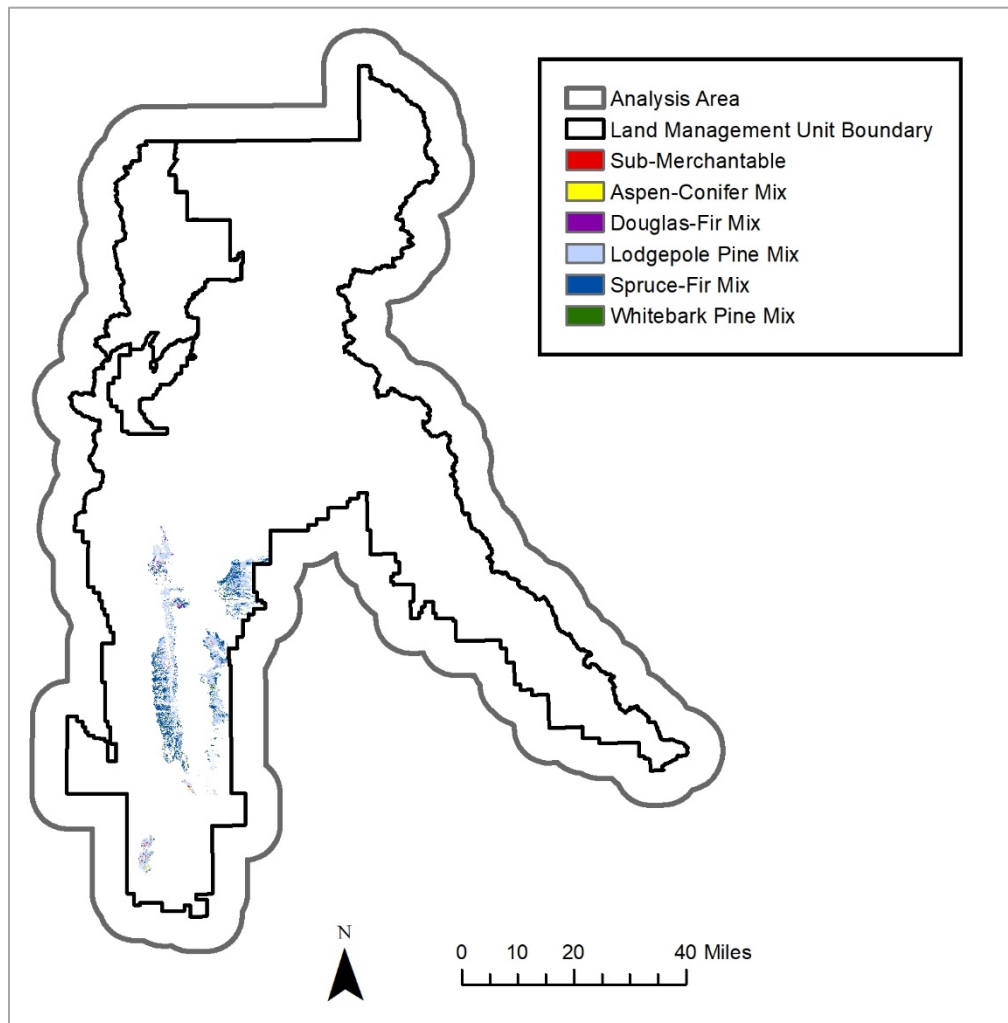 Analysis Area
Land Management Unit Boundary
Sub-Merchantable
Aspen-Conifer Mix
Douglas-Fir Mix
Lodgepole Pine Mix
Spruce-Fir Mix
Whitebark Pine Mix
N
0 10 20 40 Miles